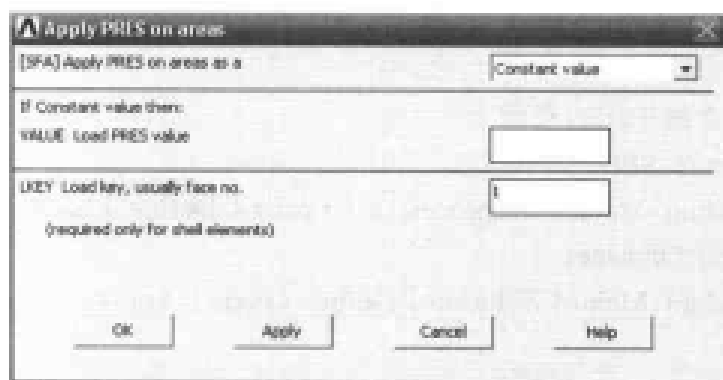 Apply PRES on areas
[SFA] Apply PRES on areas as a
Constant value
If Constant value then:
VALUE Load PRES value
LKEY Load key, usually face no.
1
(required only for shell elements)
OK
Apply
Cancel
Help